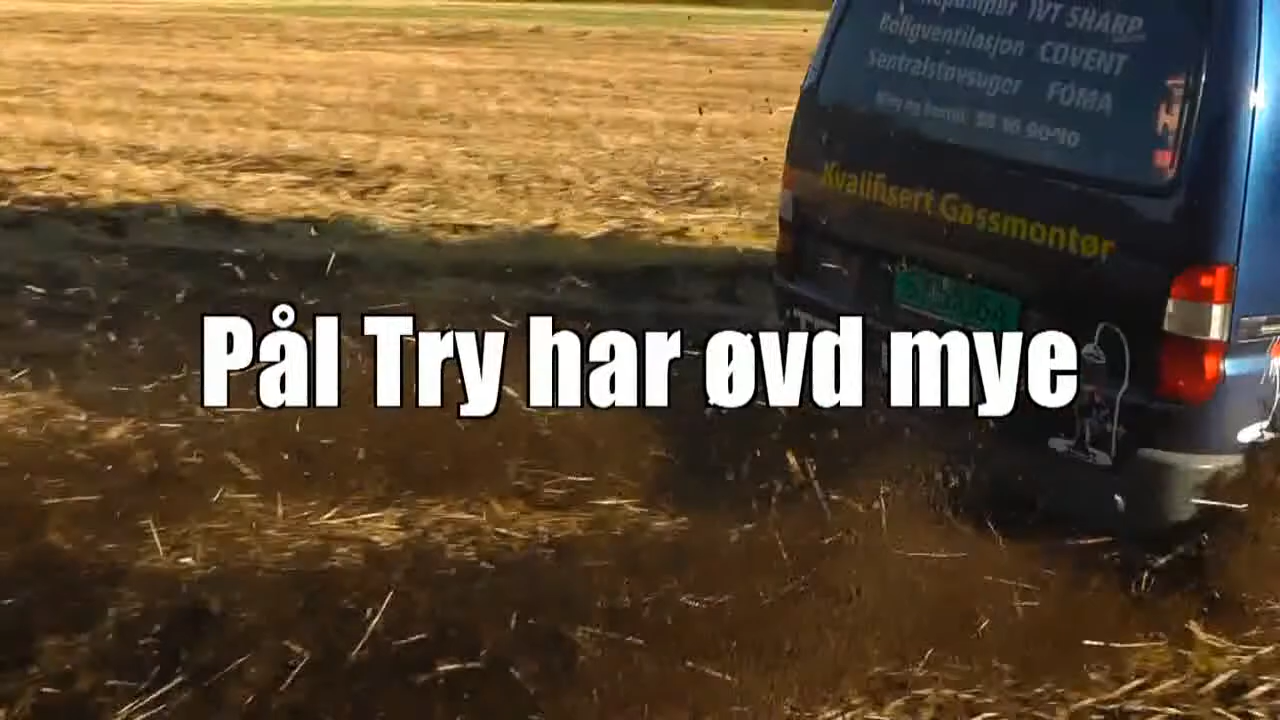 IVT SHARP
Boligventilasjon COVENT
Sentralstøvsuger FOMA
Kvalifisert Gassmontør
Pål Try har øvd mye